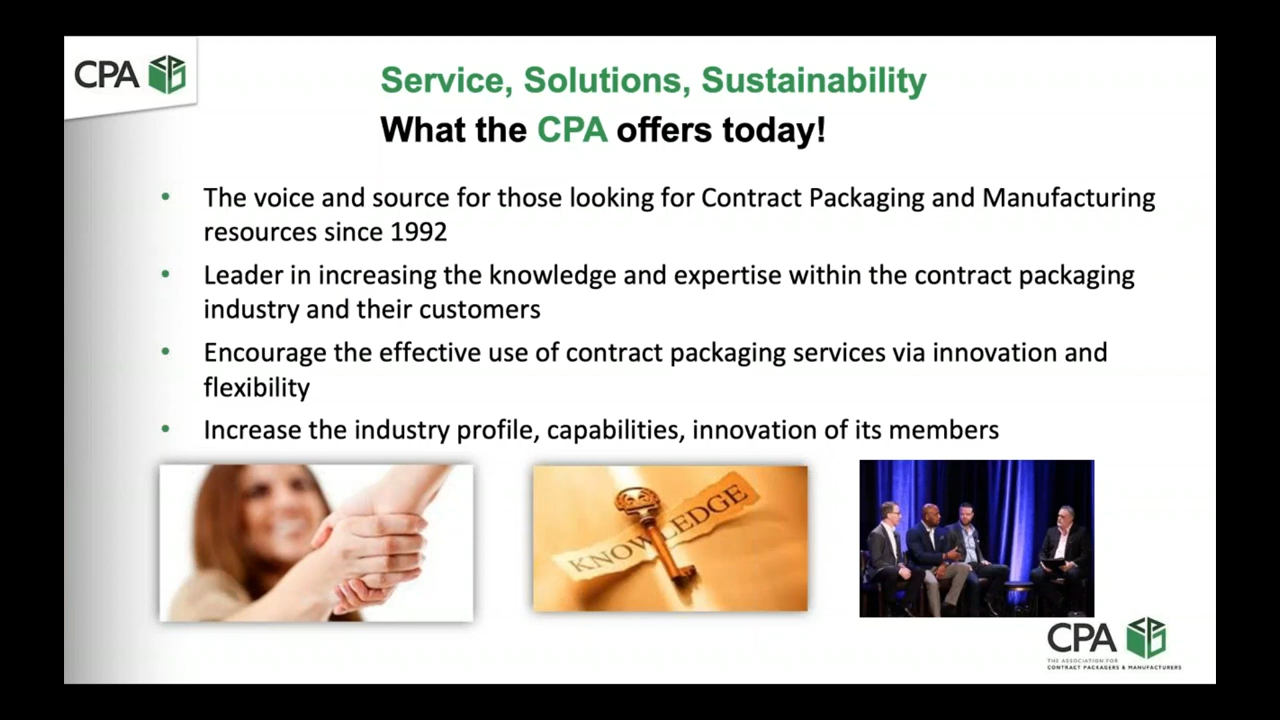 CPA
Service, Solutions, Sustainability
What the CPA offers today!
• The voice and source for those looking for Contract Packaging and Manufacturing
resources since 1992
• Leader in increasing the knowledge and expertise within the contract packaging
industry and their customers
• Encourage the effective use of contract packaging services via innovation and
flexibility
• Increase the industry profile, capabilities, innovation of its members
KNOWLEDGE
CPA
THE ASSOCIATION FOR
CONTRACT PACKAGERS & MANUFACTURERS